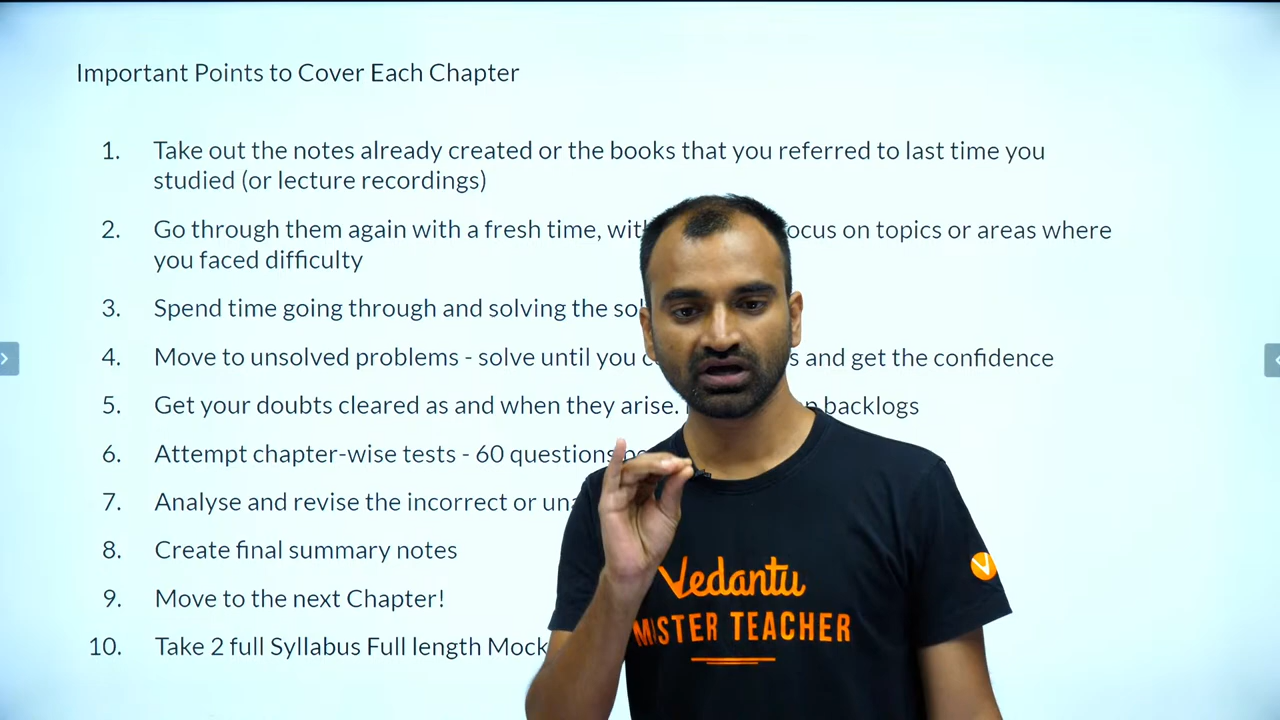 Important Points to Cover Each Chapter
1. Take out the notes already created or the books that you referred to last time you
studied (or lecture recordings)
2. Go through them again with a fresh time, with ocus on topics or areas where
you faced difficulty
3. Spend time going through and solving the
4. Move to unsolved problems - solve until you and get the confidence
5. Get your doubts cleared as and when they arise. backlogs
6. Attempt chapter-wise tests - 60 questions
7. Analyse and revise the incorrect or
8. Create final summary notes
9. Move to the next Chapter!
10. Take 2 full Syllabus Full length Mock
Vedantu
MISTER TEACHER
V